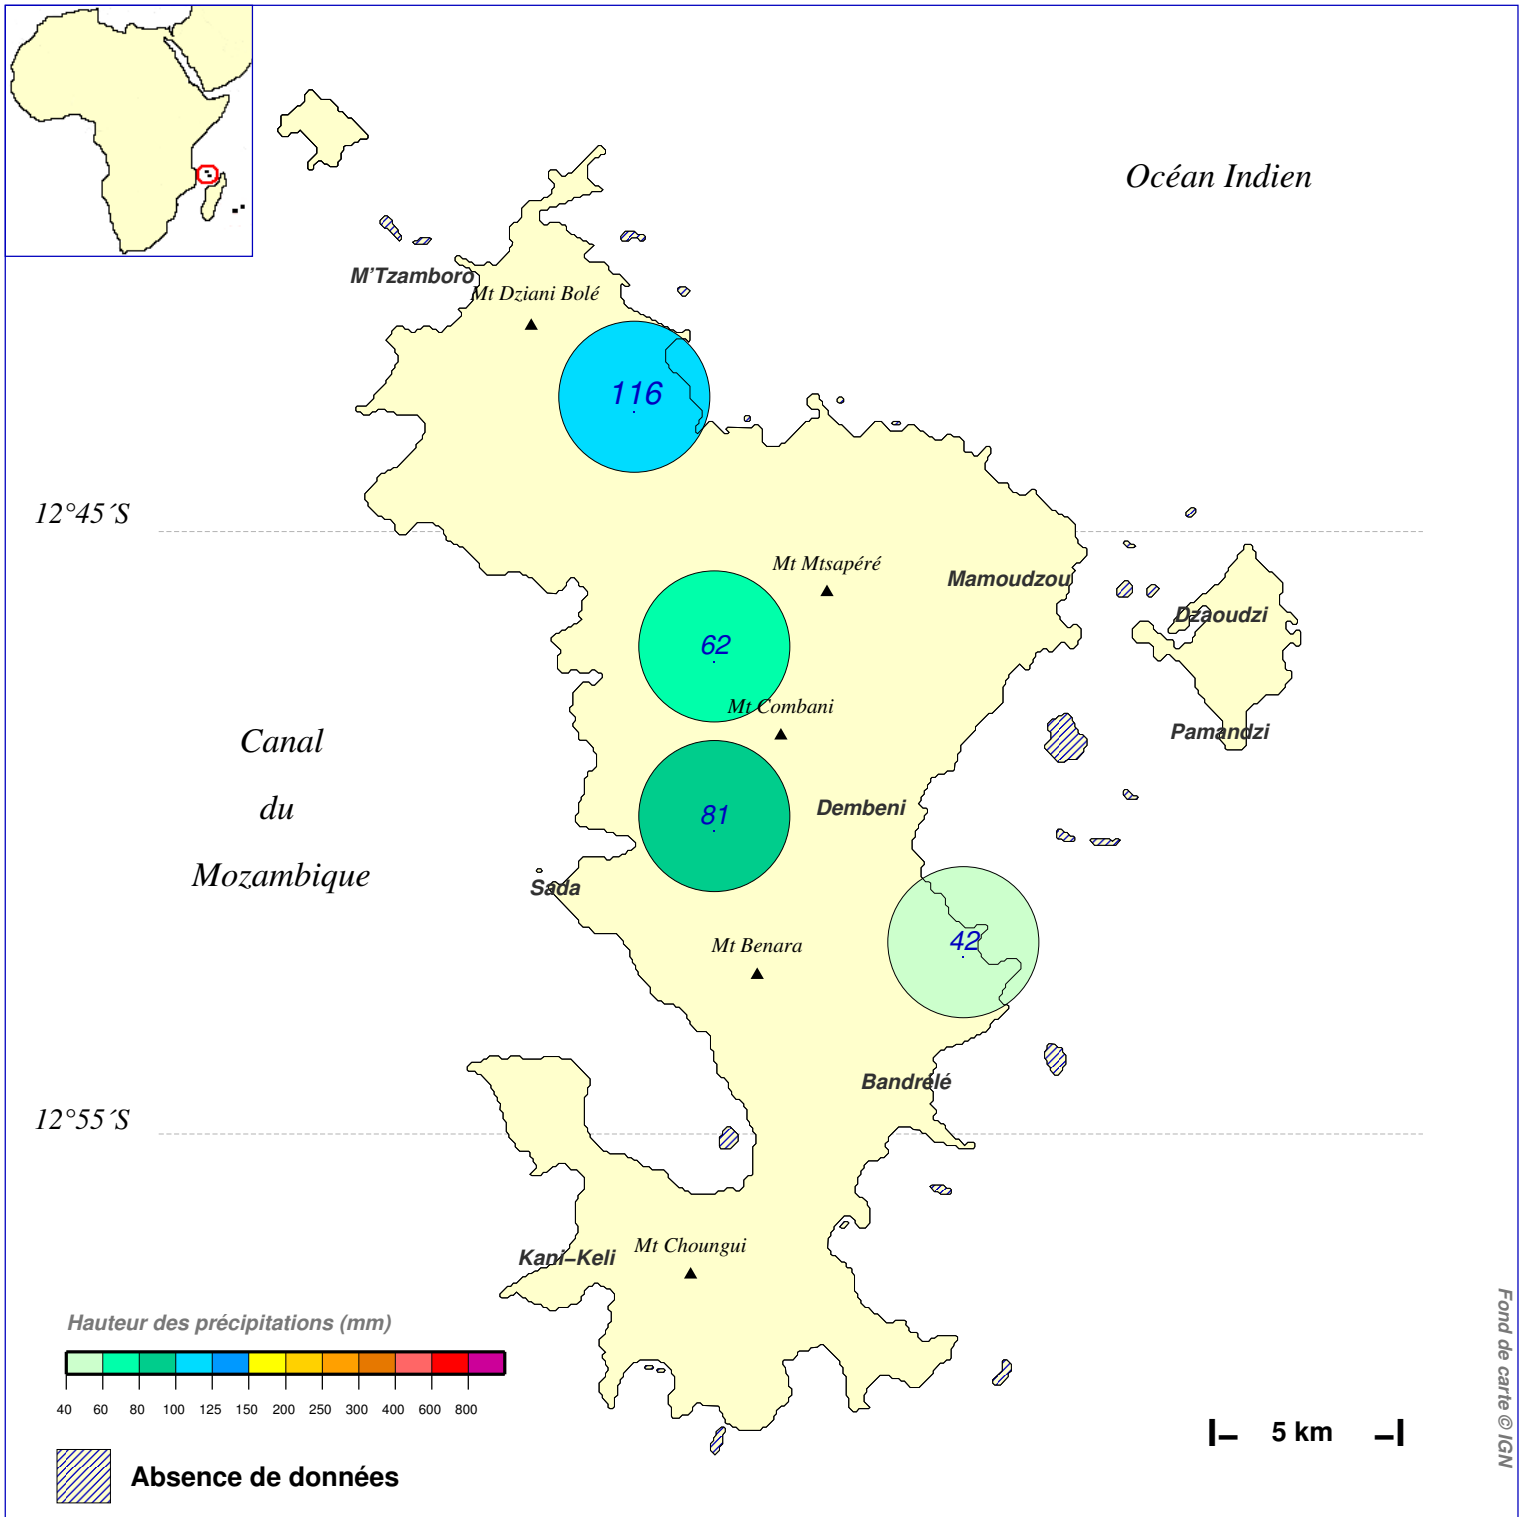 Océan Indien
M'Tzamboro
Mt Dziani Bolé
116
12°45´S
Mt Mtsapéré
Mamoudzou
Dzaoudzi
62
Mt Combani
Pamandzi
Canal
du
Mozambique
81
Dembeni
Sada
42
Mt Benara
Bandrélé
12°55´S
Kani–Keli
Mt Choungui
Hauteur des précipitations (mm)
40 60 80 100 125 150 200 250 300 400 600 800
Absence de données
5 km
Fond de carte © IGN